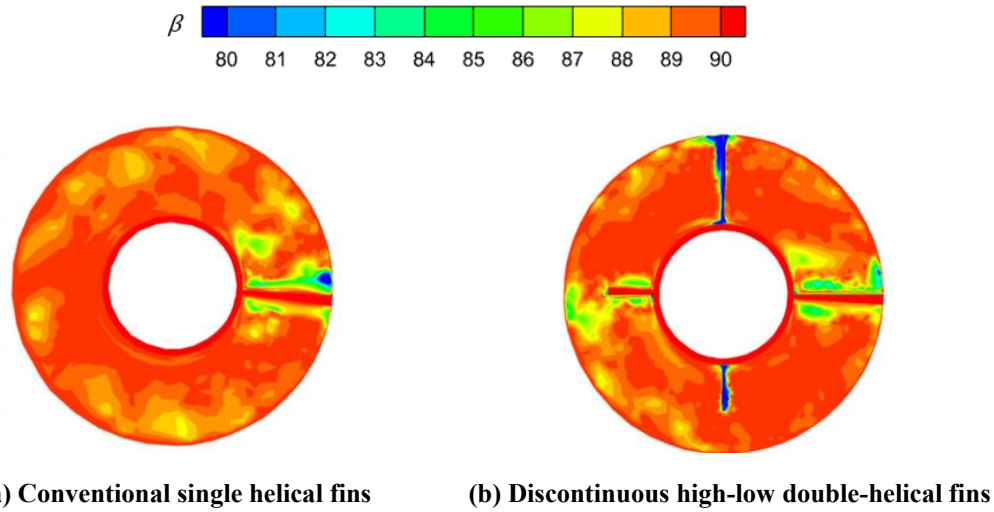 β
80 81 82 83 84 85 86 87 88 89 90
) Conventional single helical fins
(b) Discontinuous high-low double-helical fins